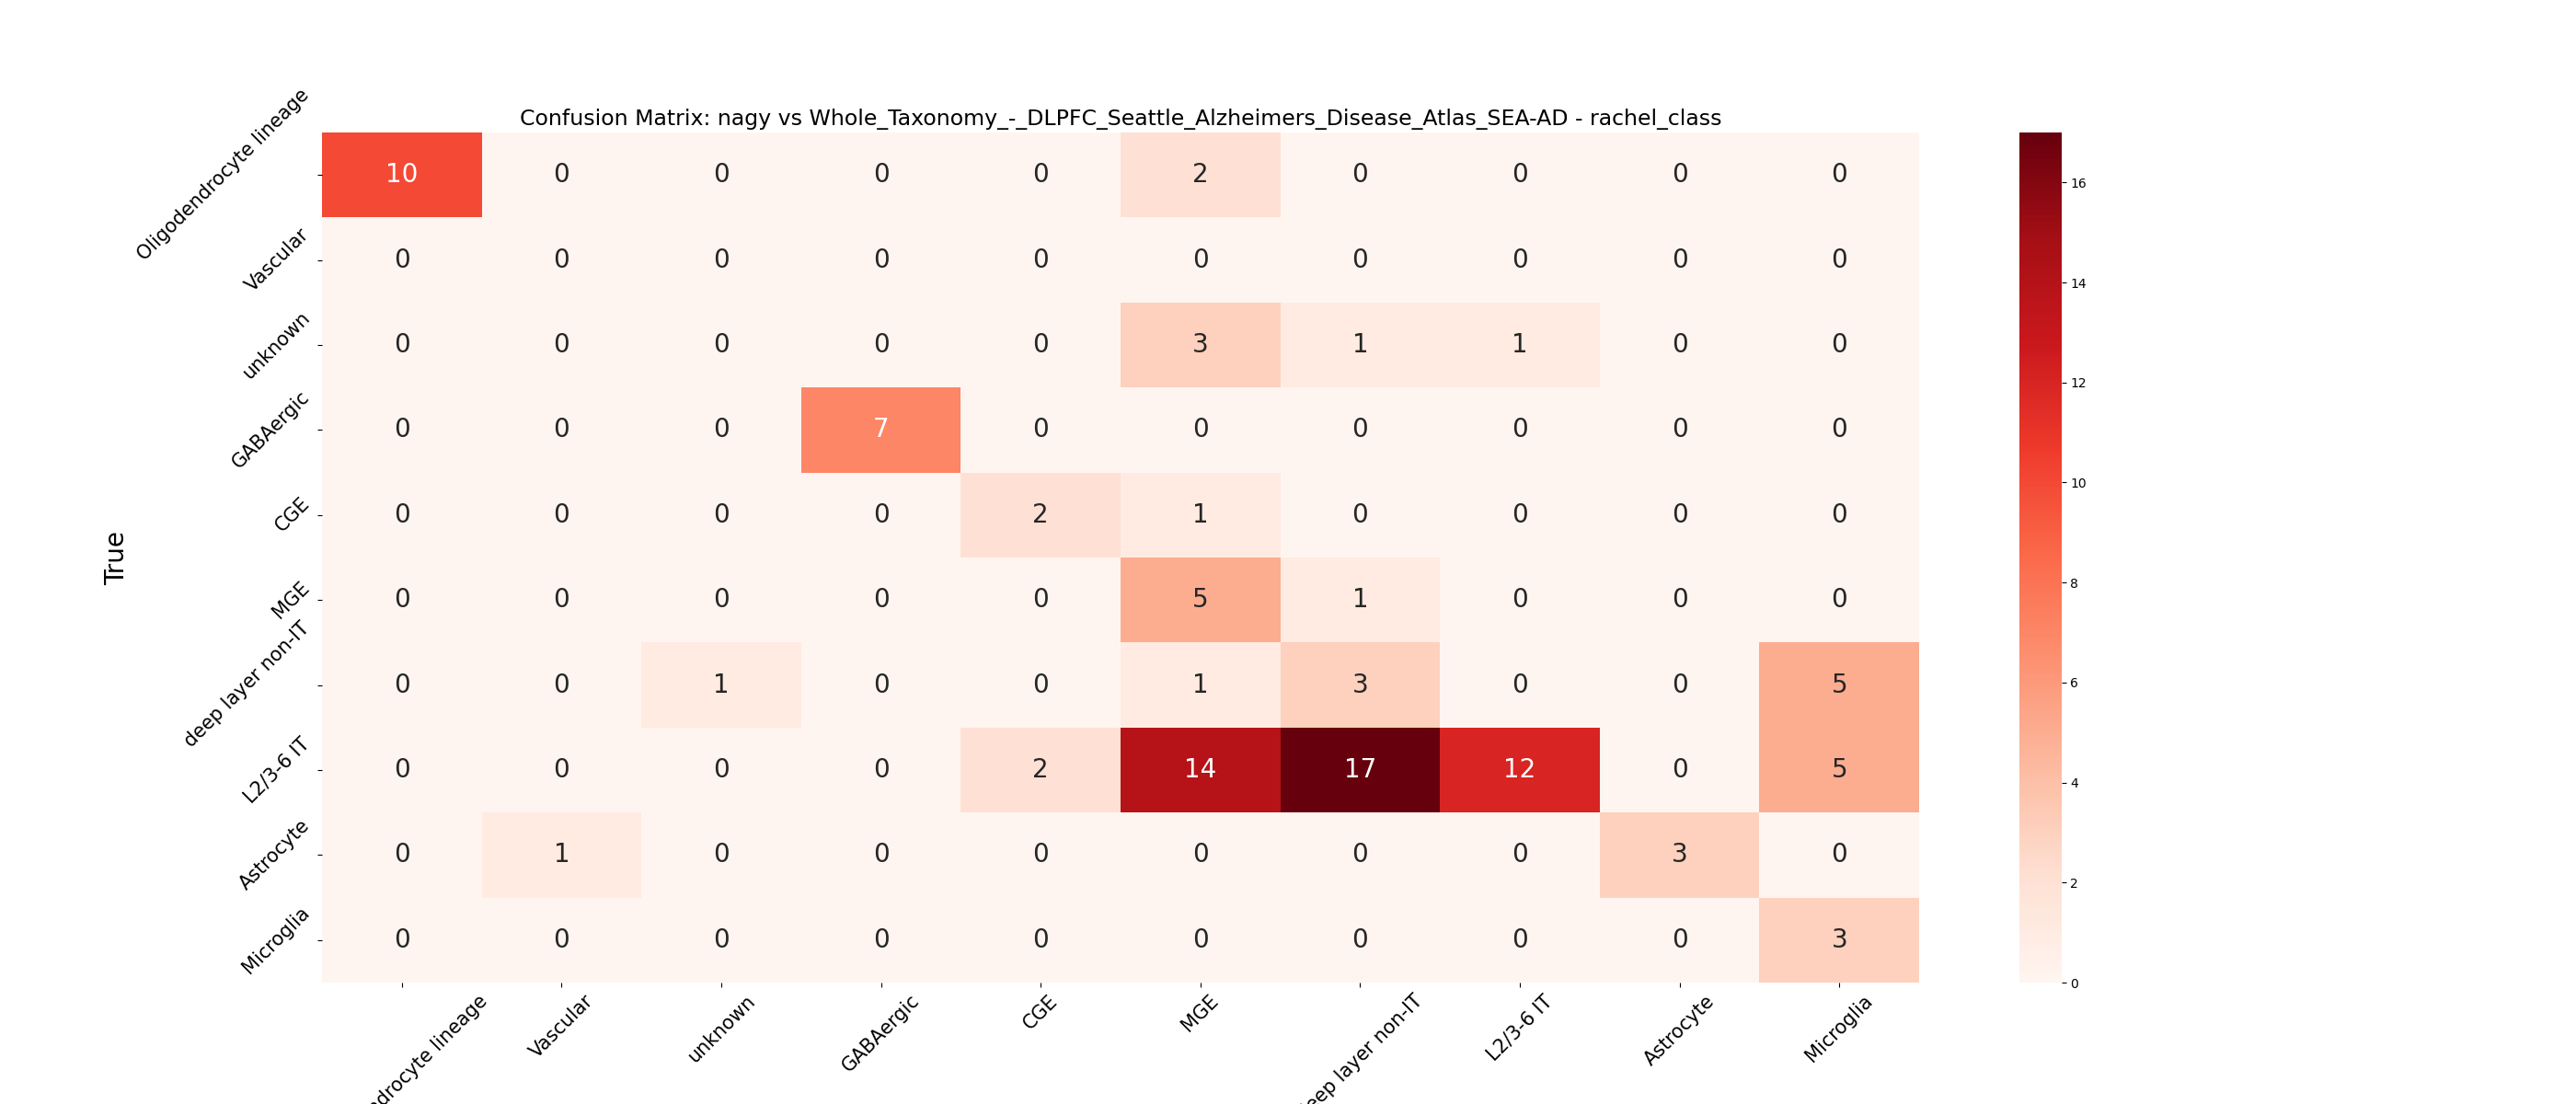 Confusion Matrix: nagy vs Whole_Taxonomy_-_DLPFC_Seattle_Alzheimers_Disease_Atlas_SEA-AD - rachel_class
True
Oligodendrocyte lineage 10 0 0 0 0 2 0 0 0 0
Vascular 0 0 0 0 0 0 0 0 0 0
unknown 0 0 0 0 0 3 1 1 0 0
GABAergic 0 0 0 7 0 0 0 0 0 0
CGE 0 0 0 0 2 1 0 0 0 0
MGE 0 0 0 0 0 5 1 0 0 0
deep layer non-IT 0 0 1 0 0 1 3 0 0 5
L2/3-6 IT 0 0 0 0 2 14 17 12 0 5
Astrocyte 0 1 0 0 0 0 0 0 3 0
Microglia 0 0 0 0 0 0 0 0 0 3
ndrocyte lineage Vascular unknown GABAergic CGE MGE eep layer non-IT L2/3-6 IT Astrocyte Microglia
16
14
12
10
8
6
4
2
0